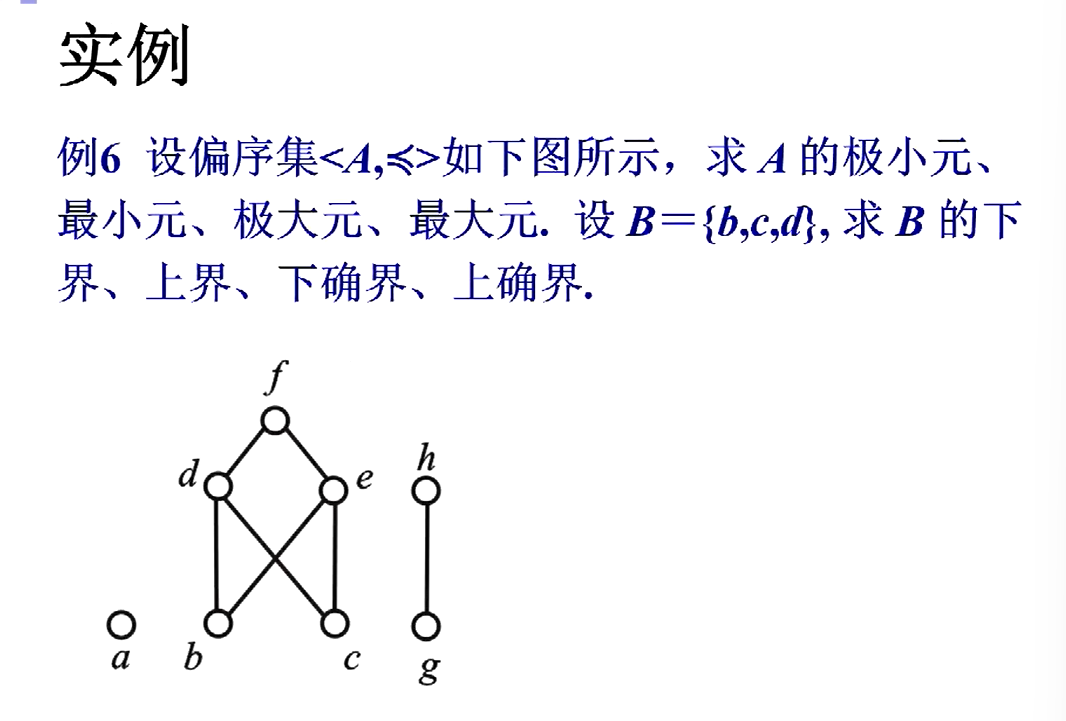 实例
例6 设偏序集<A,≼>如下图所示，求 A 的极小元、
最小元、极大元、最大元. 设 B＝{b,c,d}, 求 B 的下
界、上界、下确界、上确界.
f
d
e
h
a
b
c
g